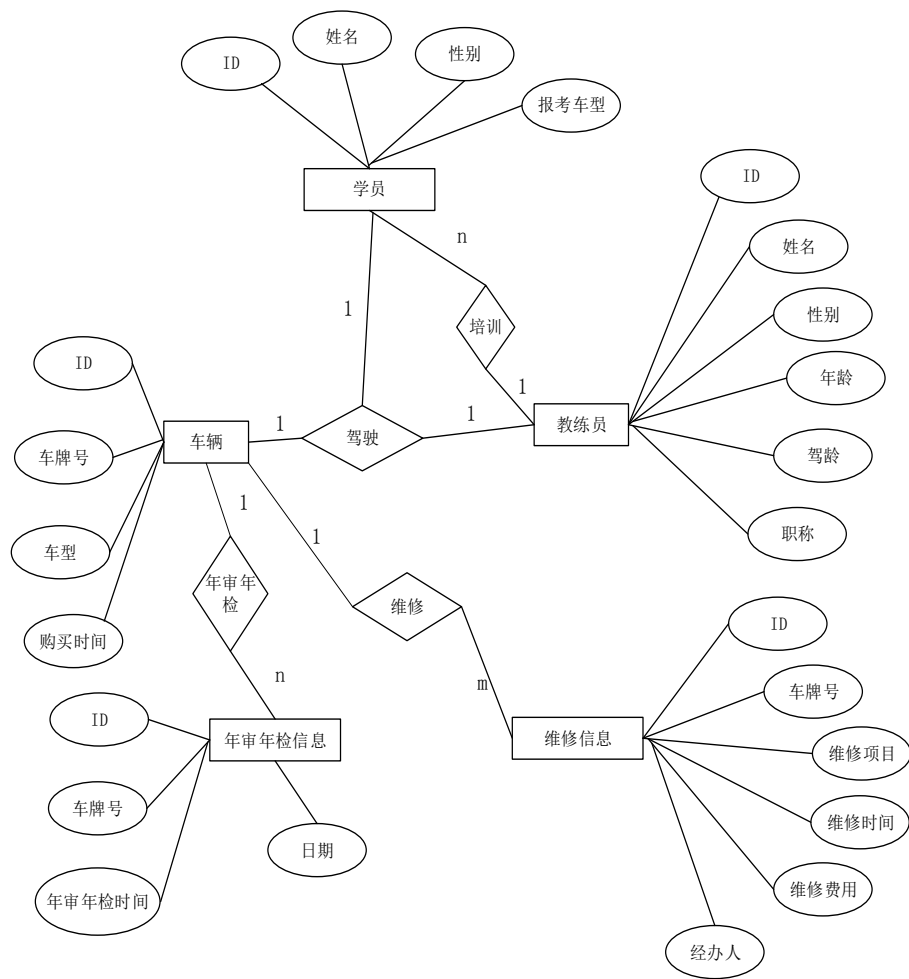 姓名
性别
ID
报考车型
学员
ID
n
姓名
1
培训
性别
ID
年龄
1
1
1
教练员
车辆
驾驶
车牌号
驾龄
1
1
职称
车型
年审年
检
维修
ID
购买时间
n
m
车牌号
ID
年审年检信息
维修信息
维修项目
车牌号
维修时间
日期
维修费用
年审年检时间
经办人